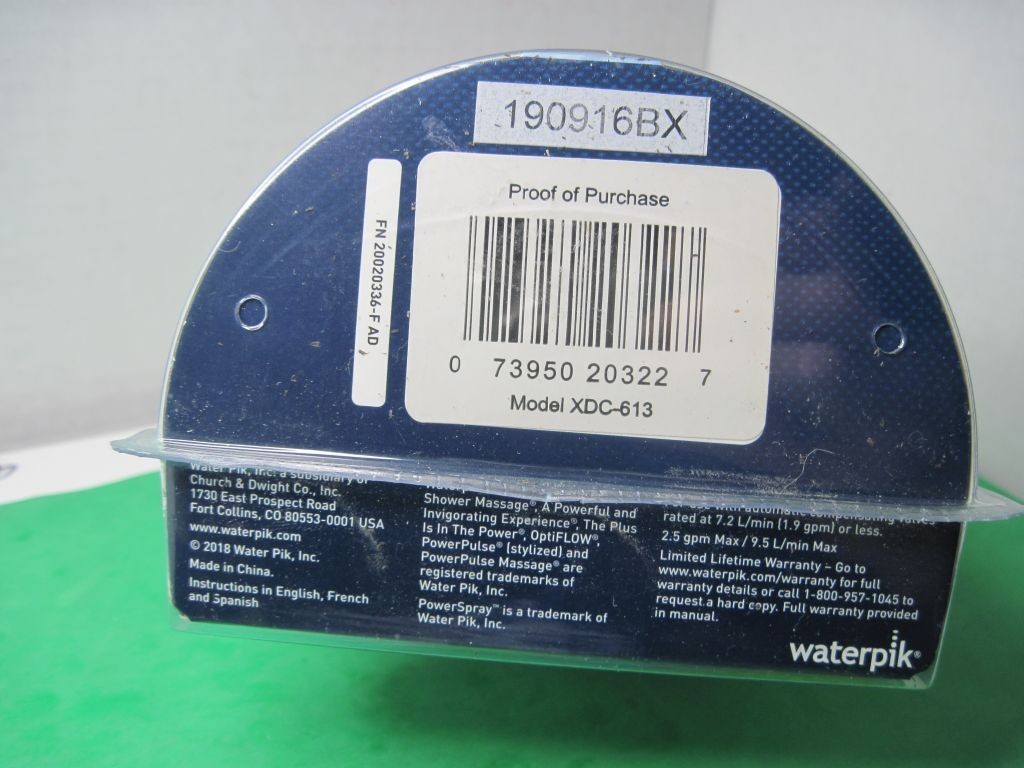 190916BX
FN 20020336-F AD
Proof of Purchase
0 73950 20322 7
Model XDC-613
Water Pik, Inc. a subsidiary of
Church & Dwight Co., Inc.
1730 East Prospect Road
Fort Collins, CO 80553-0001 USA
www.waterpik.com
© 2018 Water Pik, Inc.
Made in China.
Instructions in English, French
and Spanish
Shower Massage®, A Powerful and
Invigorating Experience®, The Plus
Is In The Power®, OptiFLOW®,
PowerPulse® (stylized) and
PowerPulse Massage® are
registered trademarks of
Water Pik, Inc.
PowerSpray™ is a trademark of
Water Pik, Inc.
rated at 7.2 L/min (1.9 gpm) or less.
2.5 gpm Max / 9.5 L/min Max
Limited Lifetime Warranty – Go to
www.waterpik.com/warranty for full
warranty details or call 1-800-957-1045 to
request a hard copy. Full warranty provided
in manual.
waterpik®